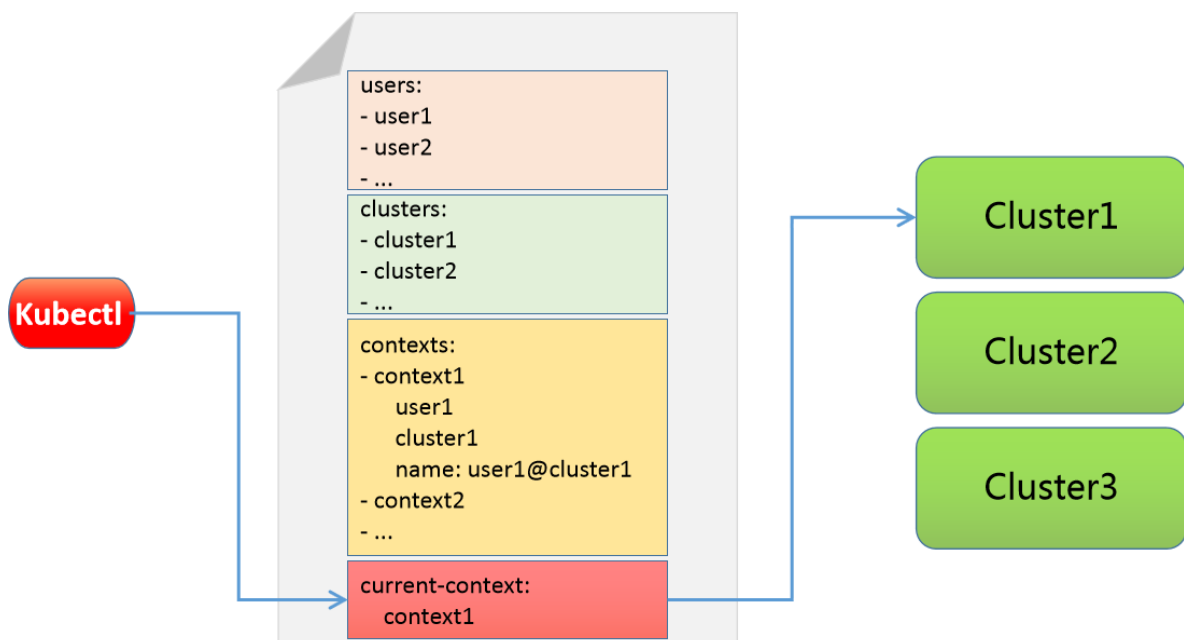 users:
- user1
- user2
- ...
clusters:
- cluster1
- cluster2
- ...
Kubectl
contexts:
- context1
user1
cluster1
name: user1@cluster1
- context2
- ...
current-context:
context1
Cluster1
Cluster2
Cluster3